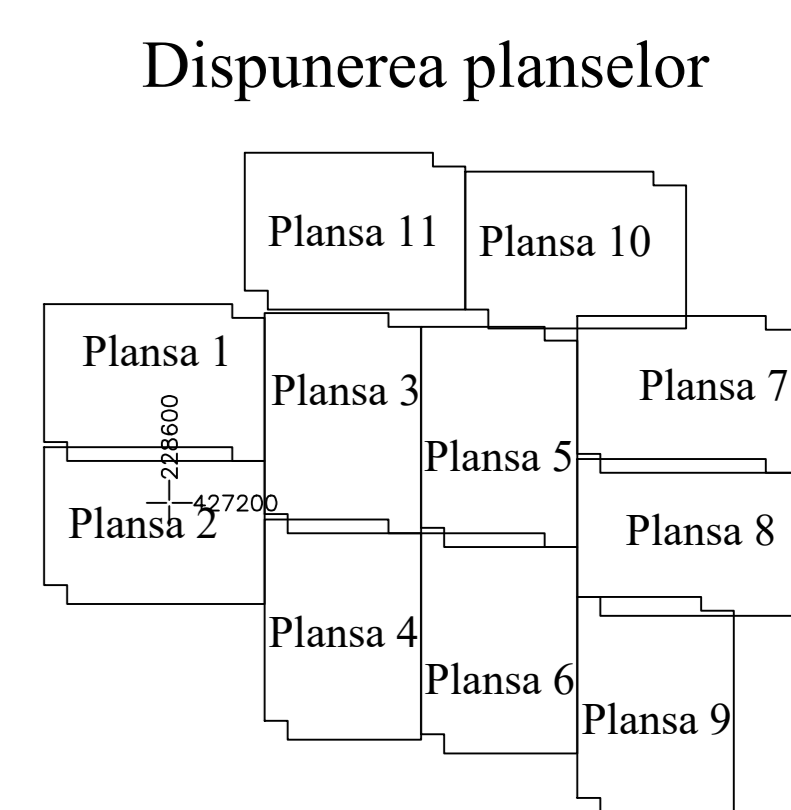 Dispunerea planselor
Plansa 11
Plansa 10
Plansa 1
Plansa 3
Plansa 7
228600
Plansa 5
427200
Plansa 2
Plansa 8
Plansa 4
Plansa 6
Plansa 9